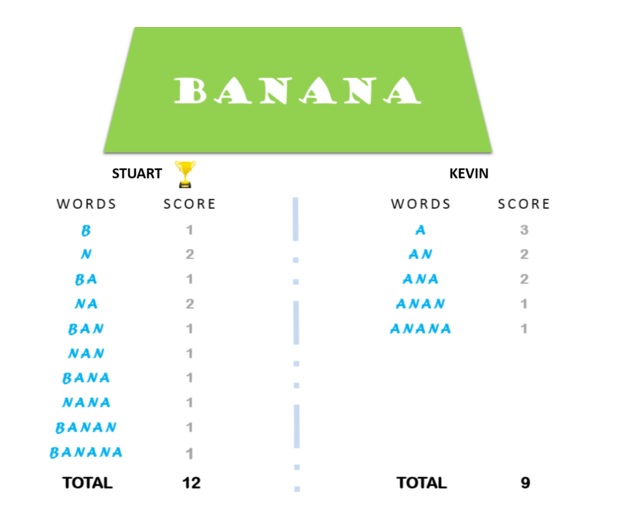 BANANA
STUART
WORDS SCORE
B 1
N 2
BA 1
NA 2
BAN 1
NAN 1
BANA 1
NANA 1
BANAN 1
BANANA 1
TOTAL 12
KEVIN
WORDS SCORE
A 3
AN 2
ANA 2
ANAN 1
ANANA 1
TOTAL 9